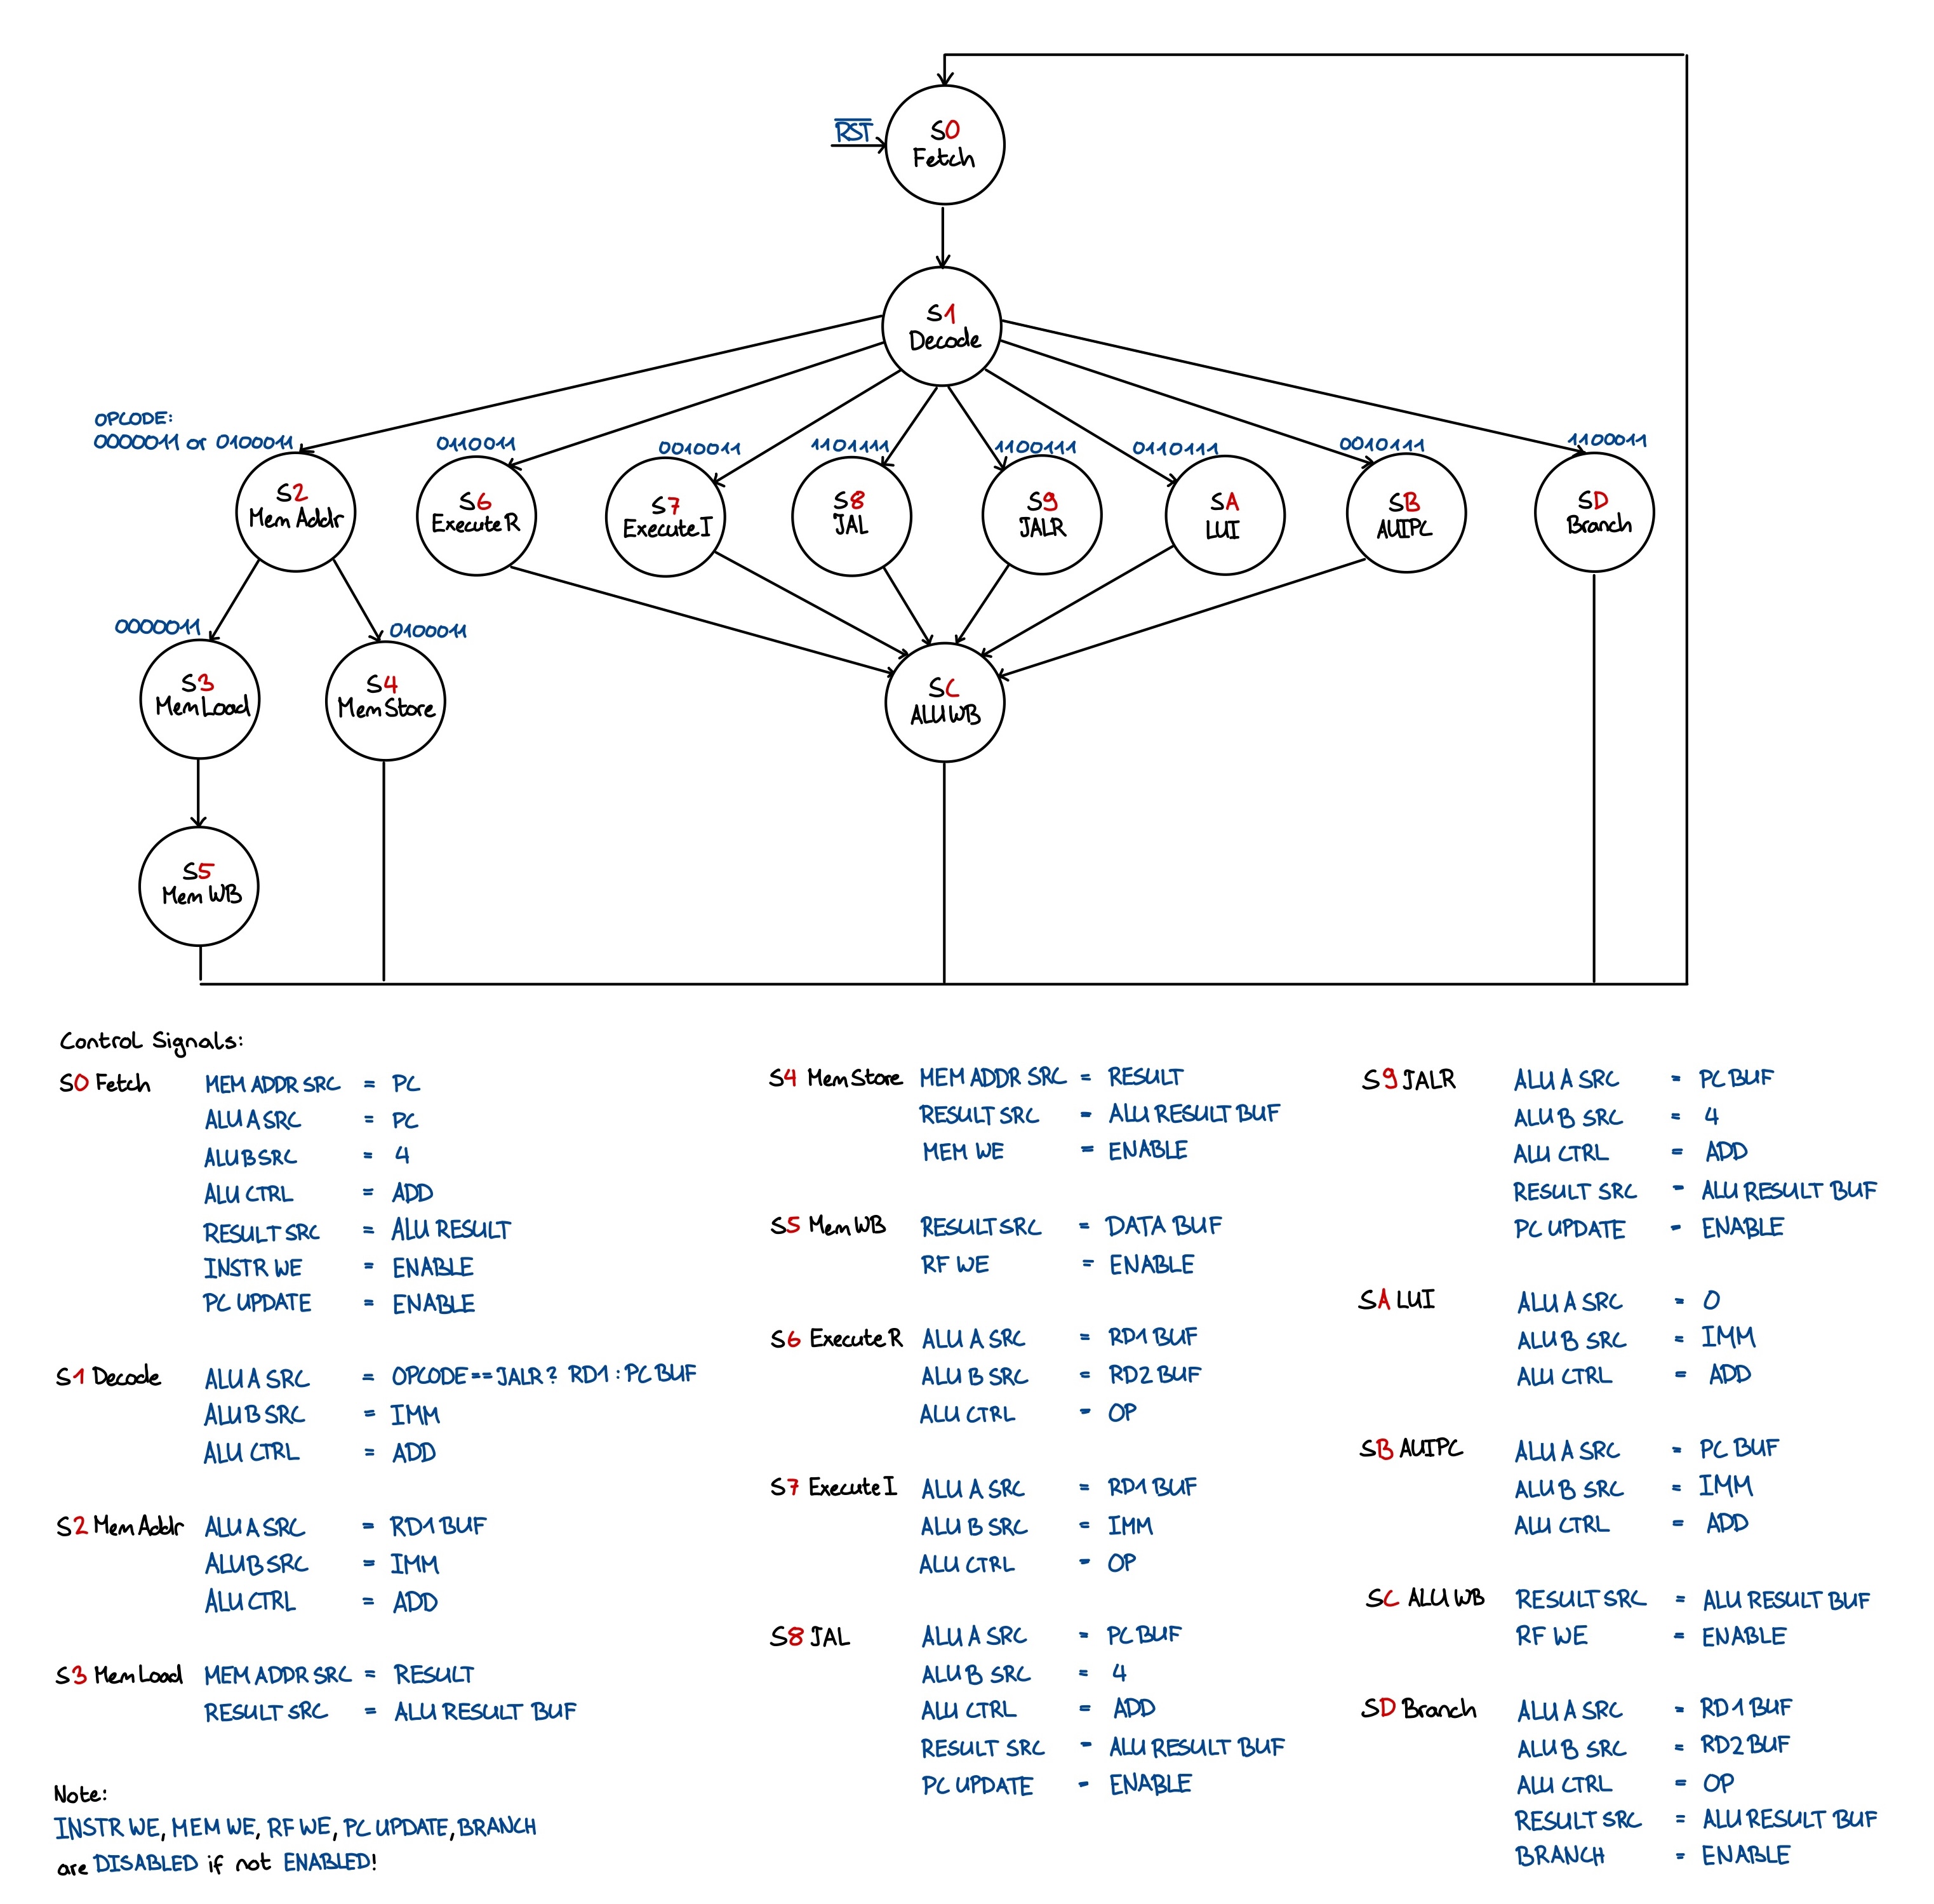 RST
S0
Fetch
S1
Decode
OPCODE:
0000011 or 0100011
0110011
0010011
1101111
1100111
0110111
0010111
1100011
S2
Mem Addr
S6
Execute R
S7
Execute I
S8
JAL
S9
JALR
SA
LUI
SB
AUIPC
SD
Branch
0000011
0100011
S3
Mem Load
S4
Mem Store
SC
ALU WB
S5
Mem WB
Control Signals:
S0 Fetch MEM ADDR SRC = PC
ALU A SRC = PC
ALU B SRC = 4
ALU CTRL = ADD
RESULT SRC = ALU RESULT
INSTR WE = ENABLE
PC UPDATE = ENABLE
S1 Decode ALU A SRC = OPCODE == JALR ? RD1 : PC BUF
ALU B SRC = IMM
ALU CTRL = ADD
S2 Mem Addr ALU A SRC = RD1 BUF
ALU B SRC = IMM
ALU CTRL = ADD
S3 Mem Load MEM ADDR SRC = RESULT
RESULT SRC = ALU RESULT BUF
Note:
INSTR WE, MEM WE, RF WE, PC UPDATE, BRANCH
are DISABLED if not ENABLED!
S4 Mem Store MEM ADDR SRC = RESULT
RESULT SRC = ALU RESULT BUF
MEM WE = ENABLE
S5 Mem WB RESULT SRC = DATA BUF
RF WE = ENABLE
S6 Execute R ALU A SRC = RD1 BUF
ALU B SRC = RD2 BUF
ALU CTRL = OP
S7 Execute I ALU A SRC = RD1 BUF
ALU B SRC = IMM
ALU CTRL = OP
S8 JAL ALU A SRC = PC BUF
ALU B SRC = 4
ALU CTRL = ADD
RESULT SRC = ALU RESULT BUF
PC UPDATE = ENABLE
S9 JALR ALU A SRC = PC BUF
ALU B SRC = 4
ALU CTRL = ADD
RESULT SRC = ALU RESULT BUF
PC UPDATE = ENABLE
SA LUI ALU A SRC = 0
ALU B SRC = IMM
ALU CTRL = ADD
SB AUIPC ALU A SRC = PC BUF
ALU B SRC = IMM
ALU CTRL = ADD
SC ALU WB RESULT SRC = ALU RESULT BUF
RF WE = ENABLE
SD Branch ALU A SRC = RD1 BUF
ALU B SRC = RD2 BUF
ALU CTRL = OP
RESULT SRC = ALU RESULT BUF
BRANCH = ENABLE